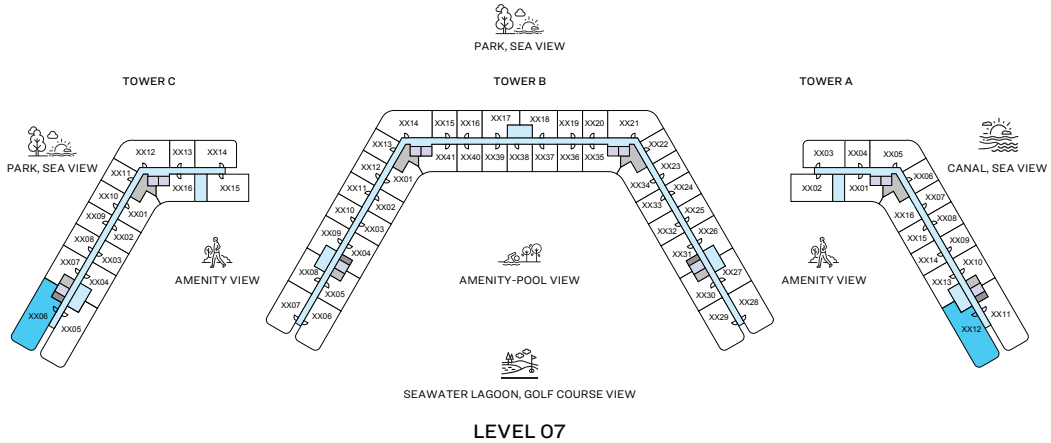 PARK, SEA VIEW
TOWER C
TOWER B
TOWER A
PARK, SEA VIEW
CANAL, SEA VIEW
XX12
XX13
XX14
XX11
XX16
XX15
XX10
XX01
XX09
XX02
XX08
XX03
XX07
XX04
XX06
XX05
AMENITY VIEW
XX14
XX15
XX16
XX17
XX18
XX19
XX20
XX21
XX13
XX41
XX40
XX39
XX38
XX37
XX36
XX35
XX22
XX12
XX01
XX34
XX23
XX11
XX02
XX33
XX24
XX10
XX03
XX32
XX25
XX09
XX04
XX31
XX26
XX08
XX05
XX30
XX27
XX07
XX06
XX29
XX28
AMENITY-POOL VIEW
XX03
XX04
XX05
XX02
XX01
XX06
XX16
XX07
XX15
XX08
XX14
XX09
XX13
XX10
XX12
XX11
AMENITY VIEW
SEAWATER LAGOON, GOLF COURSE VIEW
LEVEL 07